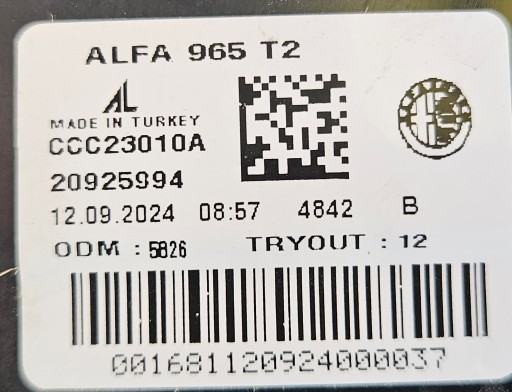 ALFA 965 T2
AL
MADE IN TURKEY
CCC23010A
20925994
12.09.2024 08:57 4842 B
ODM : 5826 TRYOUT : 12
001681120924000037